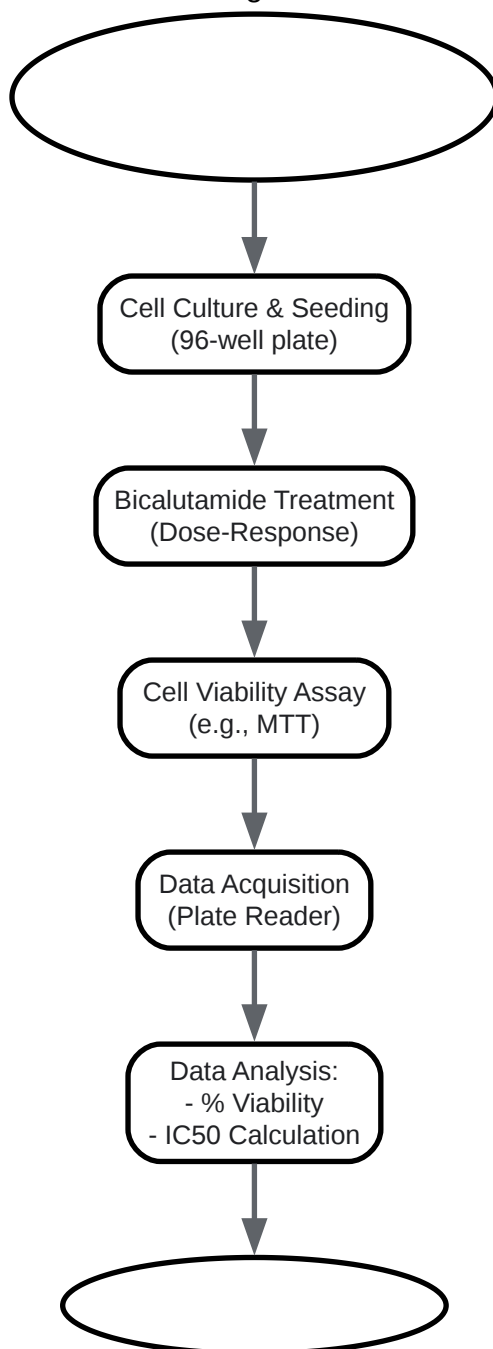 Cell Culture & Seeding
(96-well plate)
Bicalutamide Treatment
(Dose-Response)
Cell Viability Assay
(e.g., MTT)
Data Acquisition
(Plate Reader)
Data Analysis:
- % Viability
- IC50 Calculation